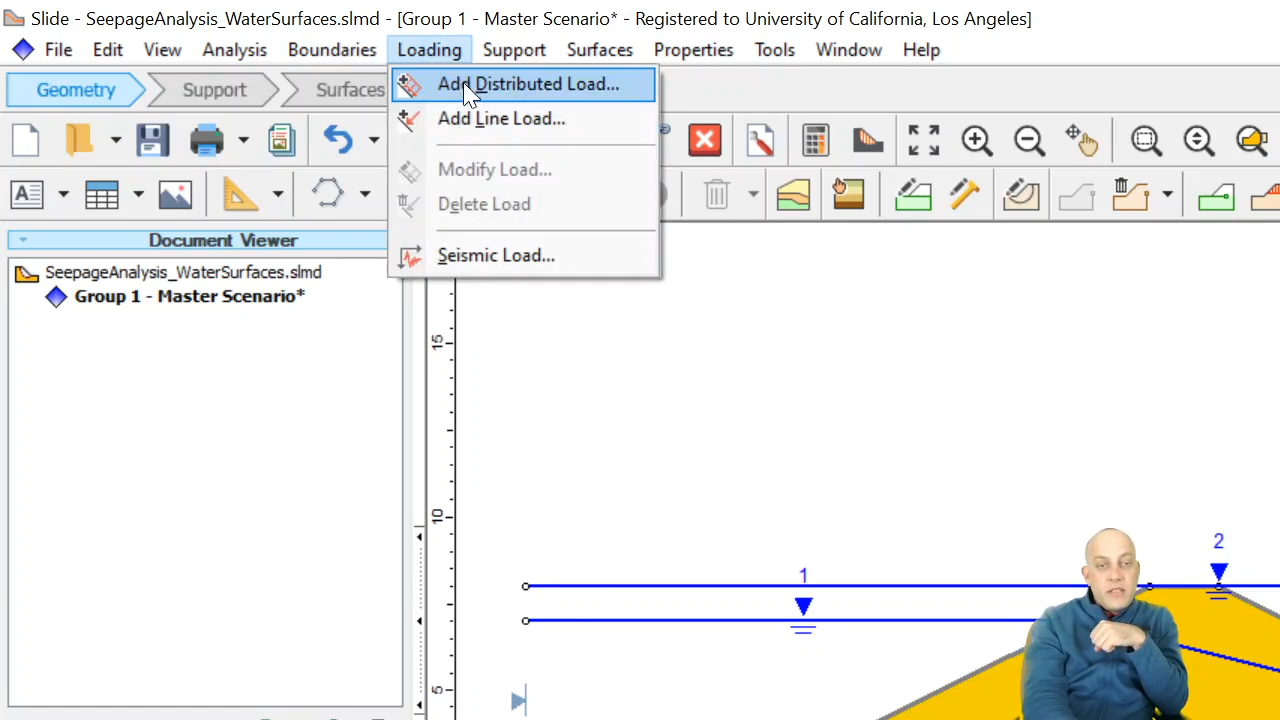 Slide - SeepageAnalysis_WaterSurfaces.slmd - [Group 1 - Master Scenario* - Registered to University of California, Los Angeles]
File Edit View Analysis Boundaries Loading Support Surfaces Properties Tools Window Help
Geometry Support Surfaces
Add Distributed Load...
Add Line Load...
Modify Load...
Delete Load
Seismic Load...
Document Viewer
SeepageAnalysis_WaterSurfaces.slmd
Group 1 - Master Scenario*
15
10
5
1
2